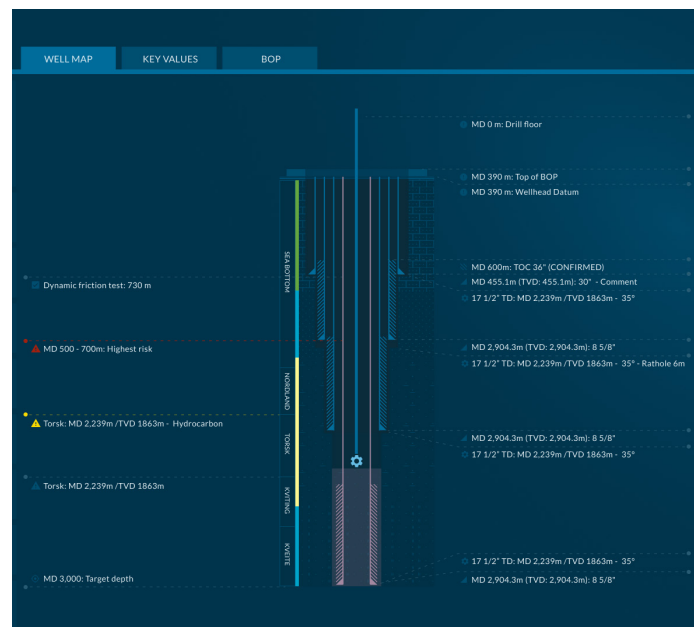 WELL MAP
KEY VALUES
BOP
MD 0 m: Drill floor
MD 390 m: Top of BOP
MD 390 m: Wellhead Datum
SEA BOTTOM
MD 600m: TOC 36" (CONFIRMED)
MD 455.1m (TVD: 455.1m): 30" - Comment
Dynamic friction test: 730 m
17 1/2" TD: MD 2,239m /TVD 1863m - 35°
MD 500 - 700m: Highest risk
MD 2,904.3m (TVD: 2,904.3m): 8 5/8"
17 1/2" TD: MD 2,239m /TVD 1863m - 35° - Rathole 6m
NORDLAND
Torsk: MD 2,239m /TVD 1863m - Hydrocarbon
TORSK
MD 2,904.3m (TVD: 2,904.3m): 8 5/8"
17 1/2" TD: MD 2,239m /TVD 1863m - 35°
Torsk: MD 2,239m /TVD 1863m
KVITING
KVEITE
17 1/2" TD: MD 2,239m /TVD 1863m - 35°
MD 3,000: Target depth
MD 2,904.3m (TVD: 2,904.3m): 8 5/8"